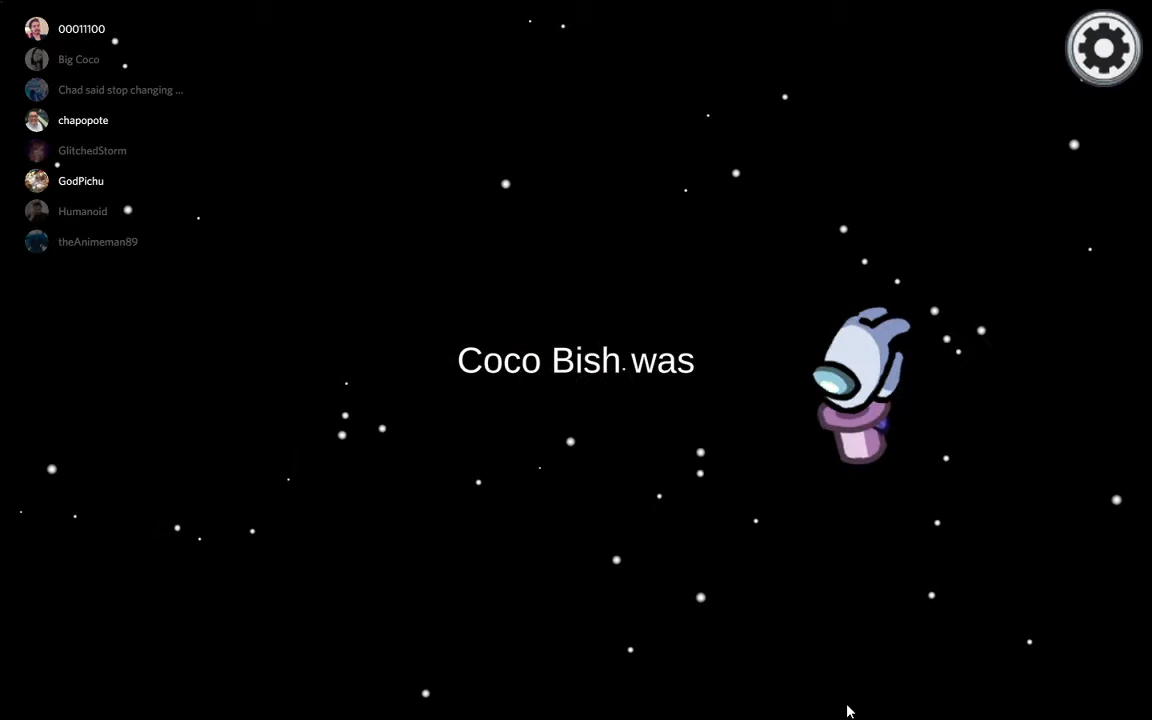 00011100
Big Coco
Chad said stop changing ...
chapopote
GlitchedStorm
GodPichu
Humanoid
theAnimeman89
Coco Bish was